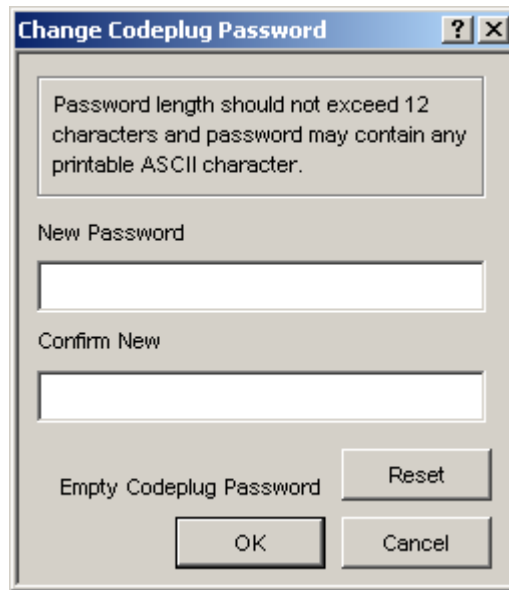 Change Codeplug Password
Password length should not exceed 12
characters and password may contain any
printable ASCII character.
New Password
Confirm New
Empty Codeplug Password
Reset
OK
Cancel